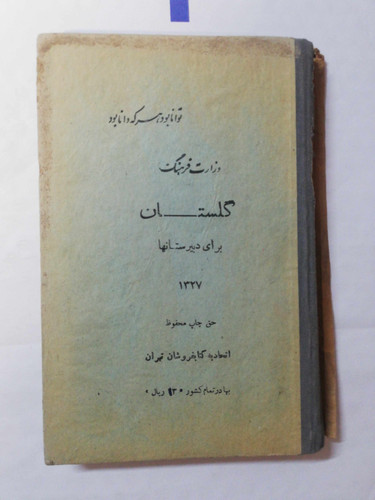 توانا بود هر که دانا بود
وزارت فرهنگ
گلستان
برای دبیرستانها
۱۳۲۷
حق چاپ محفوظ
اتحادیه کتابفروشان تهران
بها در تمام کشور ۱۳۰ ریال